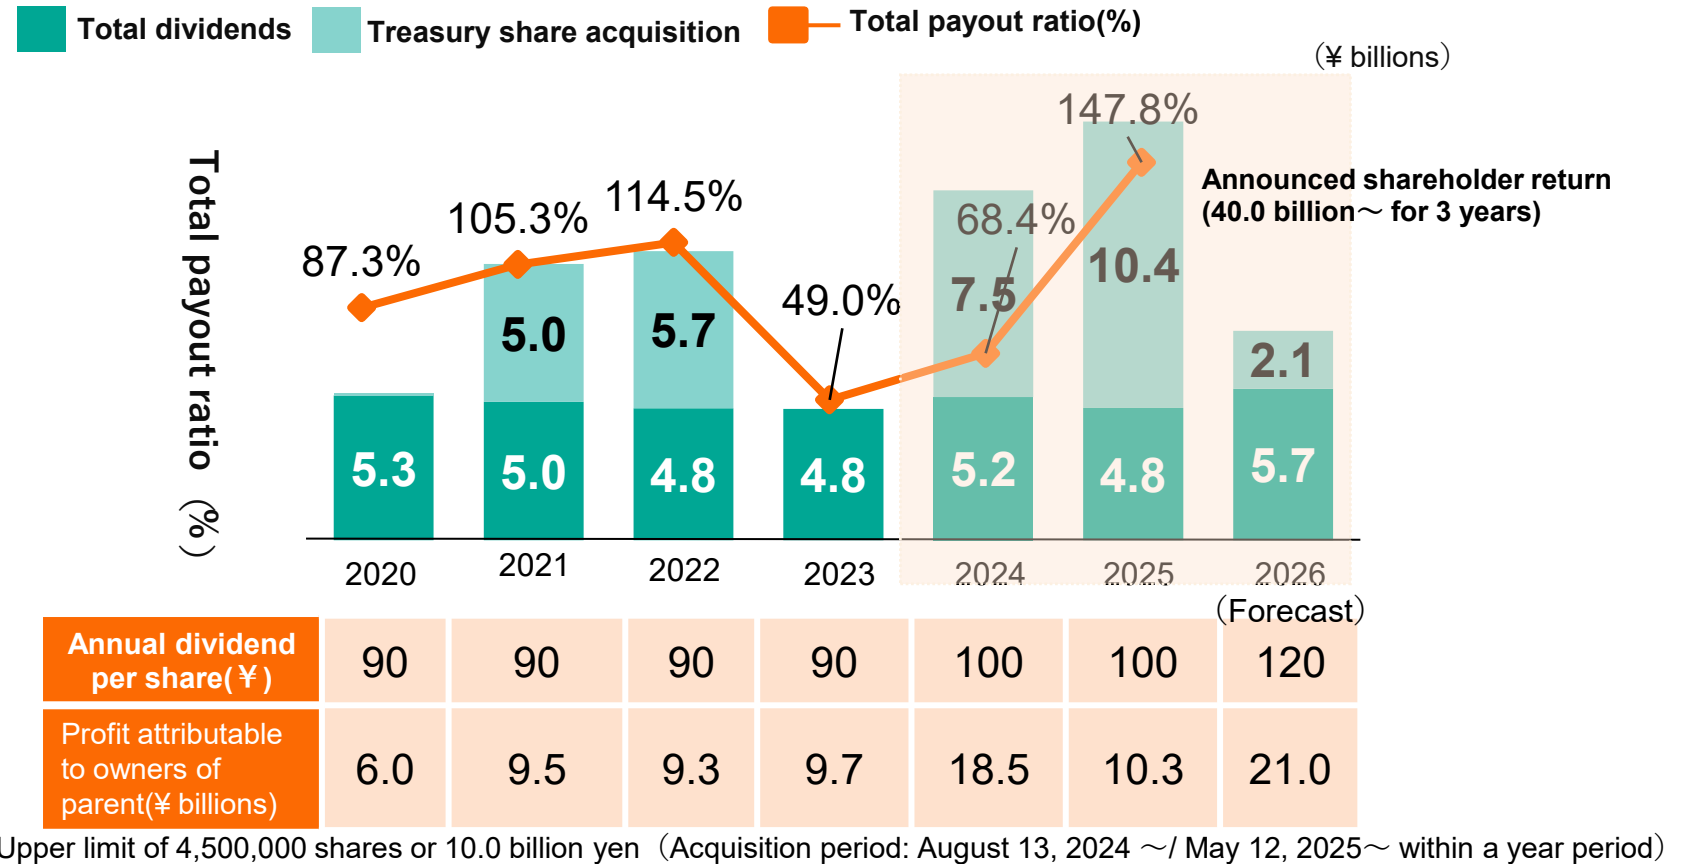 Total dividends
Treasury share acquisition
Total payout ratio(%)
（¥ billions）
Total payout ratio （%）
87.3%
105.3%
114.5%
49.0%
68.4%
147.8%
Announced shareholder return
(40.0 billion～ for 3 years)
5.0
5.7
7.5
10.4
2.1
5.3
5.0
4.8
4.8
5.2
4.8
5.7
2020
2021
2022
2023
2024
2025
2026
（Forecast）
Annual dividend
per share(￥)
90
90
90
90
100
100
120
Profit attributable
to owners of
parent(¥ billions)
6.0
9.5
9.3
9.7
18.5
10.3
21.0
Upper limit of 4,500,000 shares or 10.0 billion yen（Acquisition period: August 13, 2024 ～/ May 12, 2025～ within a year period）